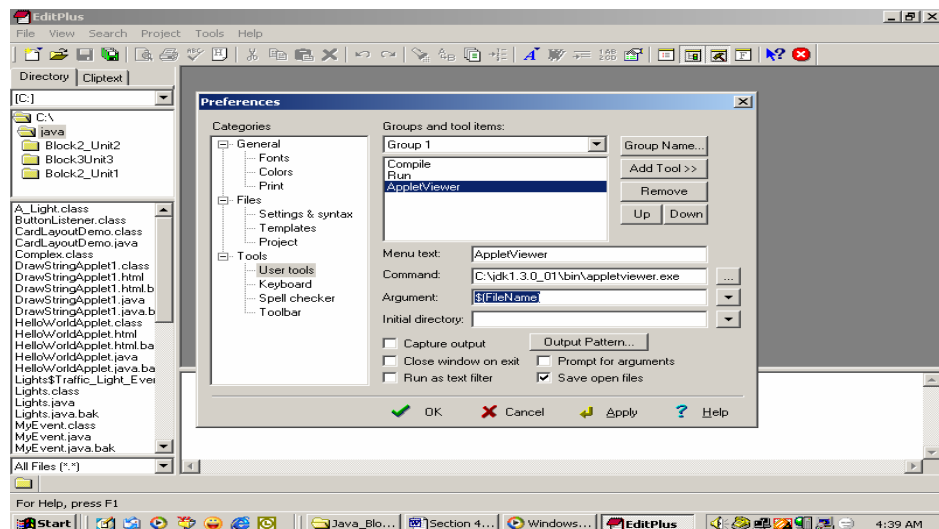 EditPlus
File View Search Project Tools Help
Directory Cliptext
[C:]
C:\
java
Block2_Unit2
Block3Unit3
Bolck2_Unit1
A_Light.class
ButtonListener.class
CardLayoutDemo.class
CardLayoutDemo.java
Complex.class
DrawStringApplet1.class
DrawStringApplet1.html
DrawStringApplet1.html.b
DrawStringApplet1.java
DrawStringApplet1.java.b
HelloWorldApplet.class
HelloWorldApplet.html
HelloWorldApplet.html.ba
HelloWorldApplet.java
HelloWorldApplet.java.ba
Lights$Traffic_Light_Ever
Lights.class
Lights.java
Lights.java.bak
MyEvent.class
MyEvent.java
MyEvent.java.bak
All Files (*.*)
Preferences
Categories
General
Fonts
Colors
Print
Files
Settings & syntax
Templates
Project
Tools
User tools
Keyboard
Spell checker
Toolbar
Groups and tool items:
Group 1
Group Name...
Compile
Run
AppletViewer
Add Tool >>
Remove
Up Down
Menu text: AppletViewer
Command: C:\jdk1.3.0_01\bin\appletviewer.exe ...
Argument: $(FileName)
Initial directory:
Capture output Output Pattern...
Close window on exit Prompt for arguments
Run as text filter Save open files
OK Cancel Apply Help
For Help, press F1
Start Java_Blo... Section 4... Windows... EditPlus 4:39 AM